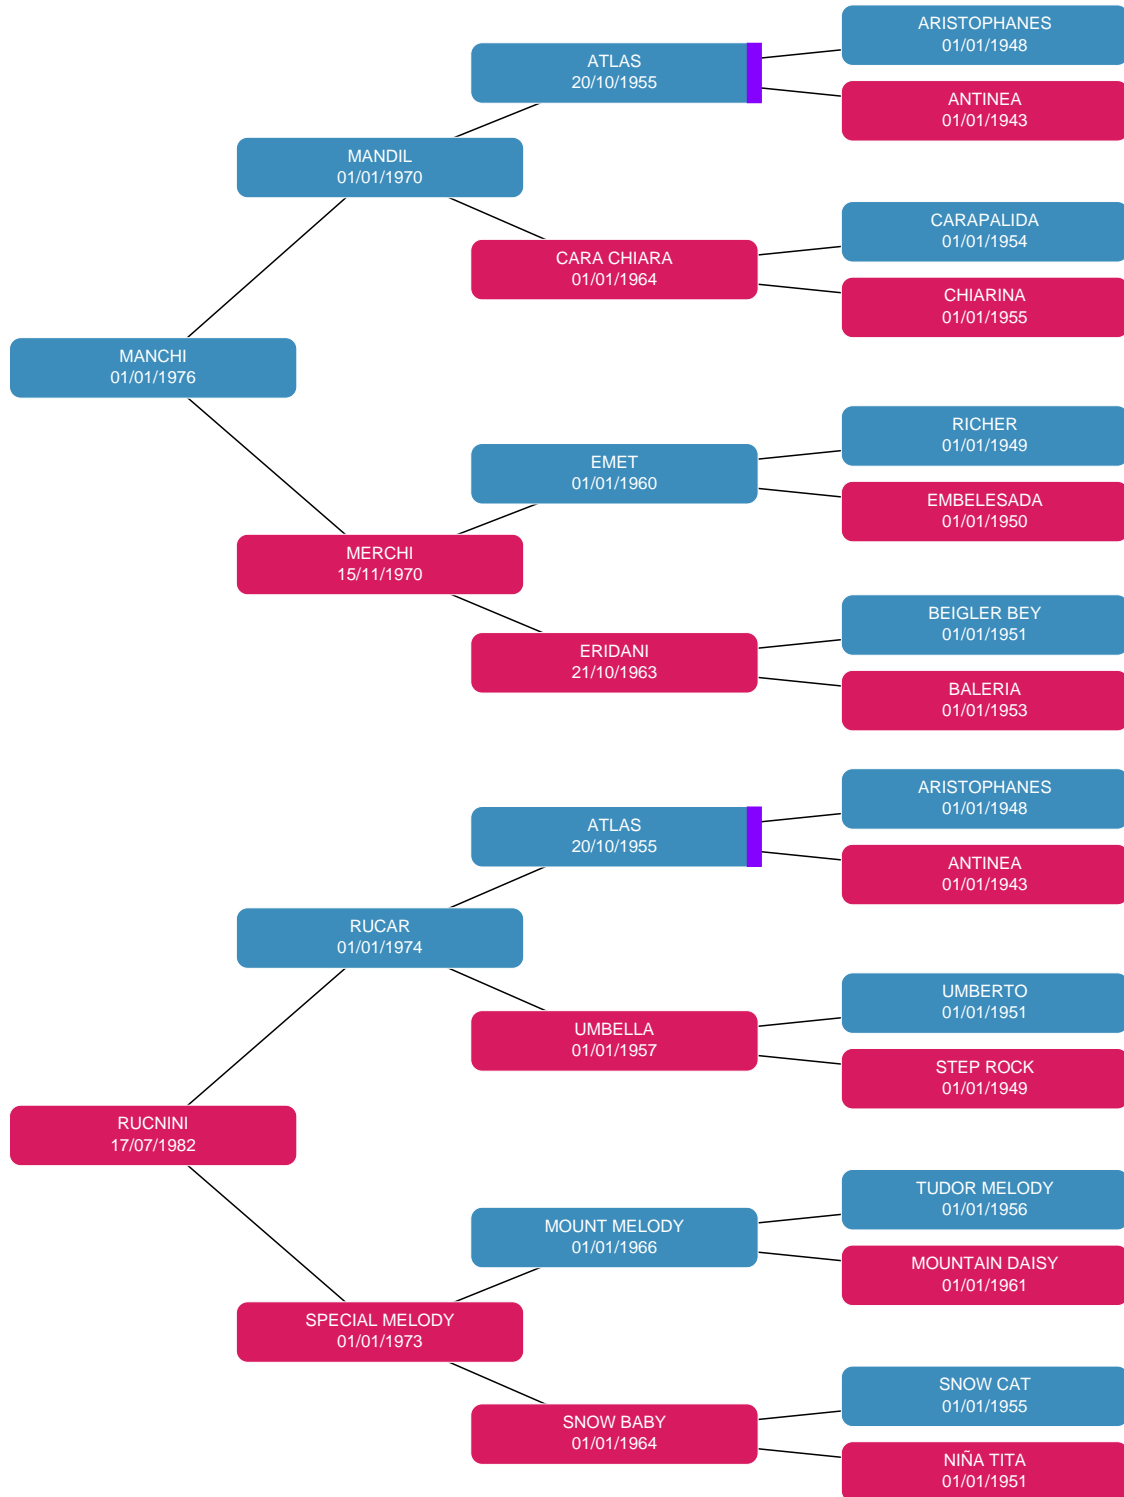 ARISTOPHANES
01/01/1948
ATLAS
20/10/1955
ANTINEA
01/01/1943
MANDIL
01/01/1970
CARAPALIDA
01/01/1954
CARA CHIARA
01/01/1964
CHIARINA
01/01/1955
MANCHI
01/01/1976
RICHER
01/01/1949
EMET
01/01/1960
EMBELESADA
01/01/1950
MERCHI
15/11/1970
BEIGLER BEY
01/01/1951
ERIDANI
21/10/1963
BALERIA
01/01/1953
ARISTOPHANES
01/01/1948
ATLAS
20/10/1955
ANTINEA
01/01/1943
RUCAR
01/01/1974
UMBERTO
01/01/1951
UMBELLA
01/01/1957
STEP ROCK
01/01/1949
RUCNINI
17/07/1982
TUDOR MELODY
01/01/1956
MOUNT MELODY
01/01/1966
MOUNTAIN DAISY
01/01/1961
SPECIAL MELODY
01/01/1973
SNOW CAT
01/01/1955
SNOW BABY
01/01/1964
NIÑA TITA
01/01/1951